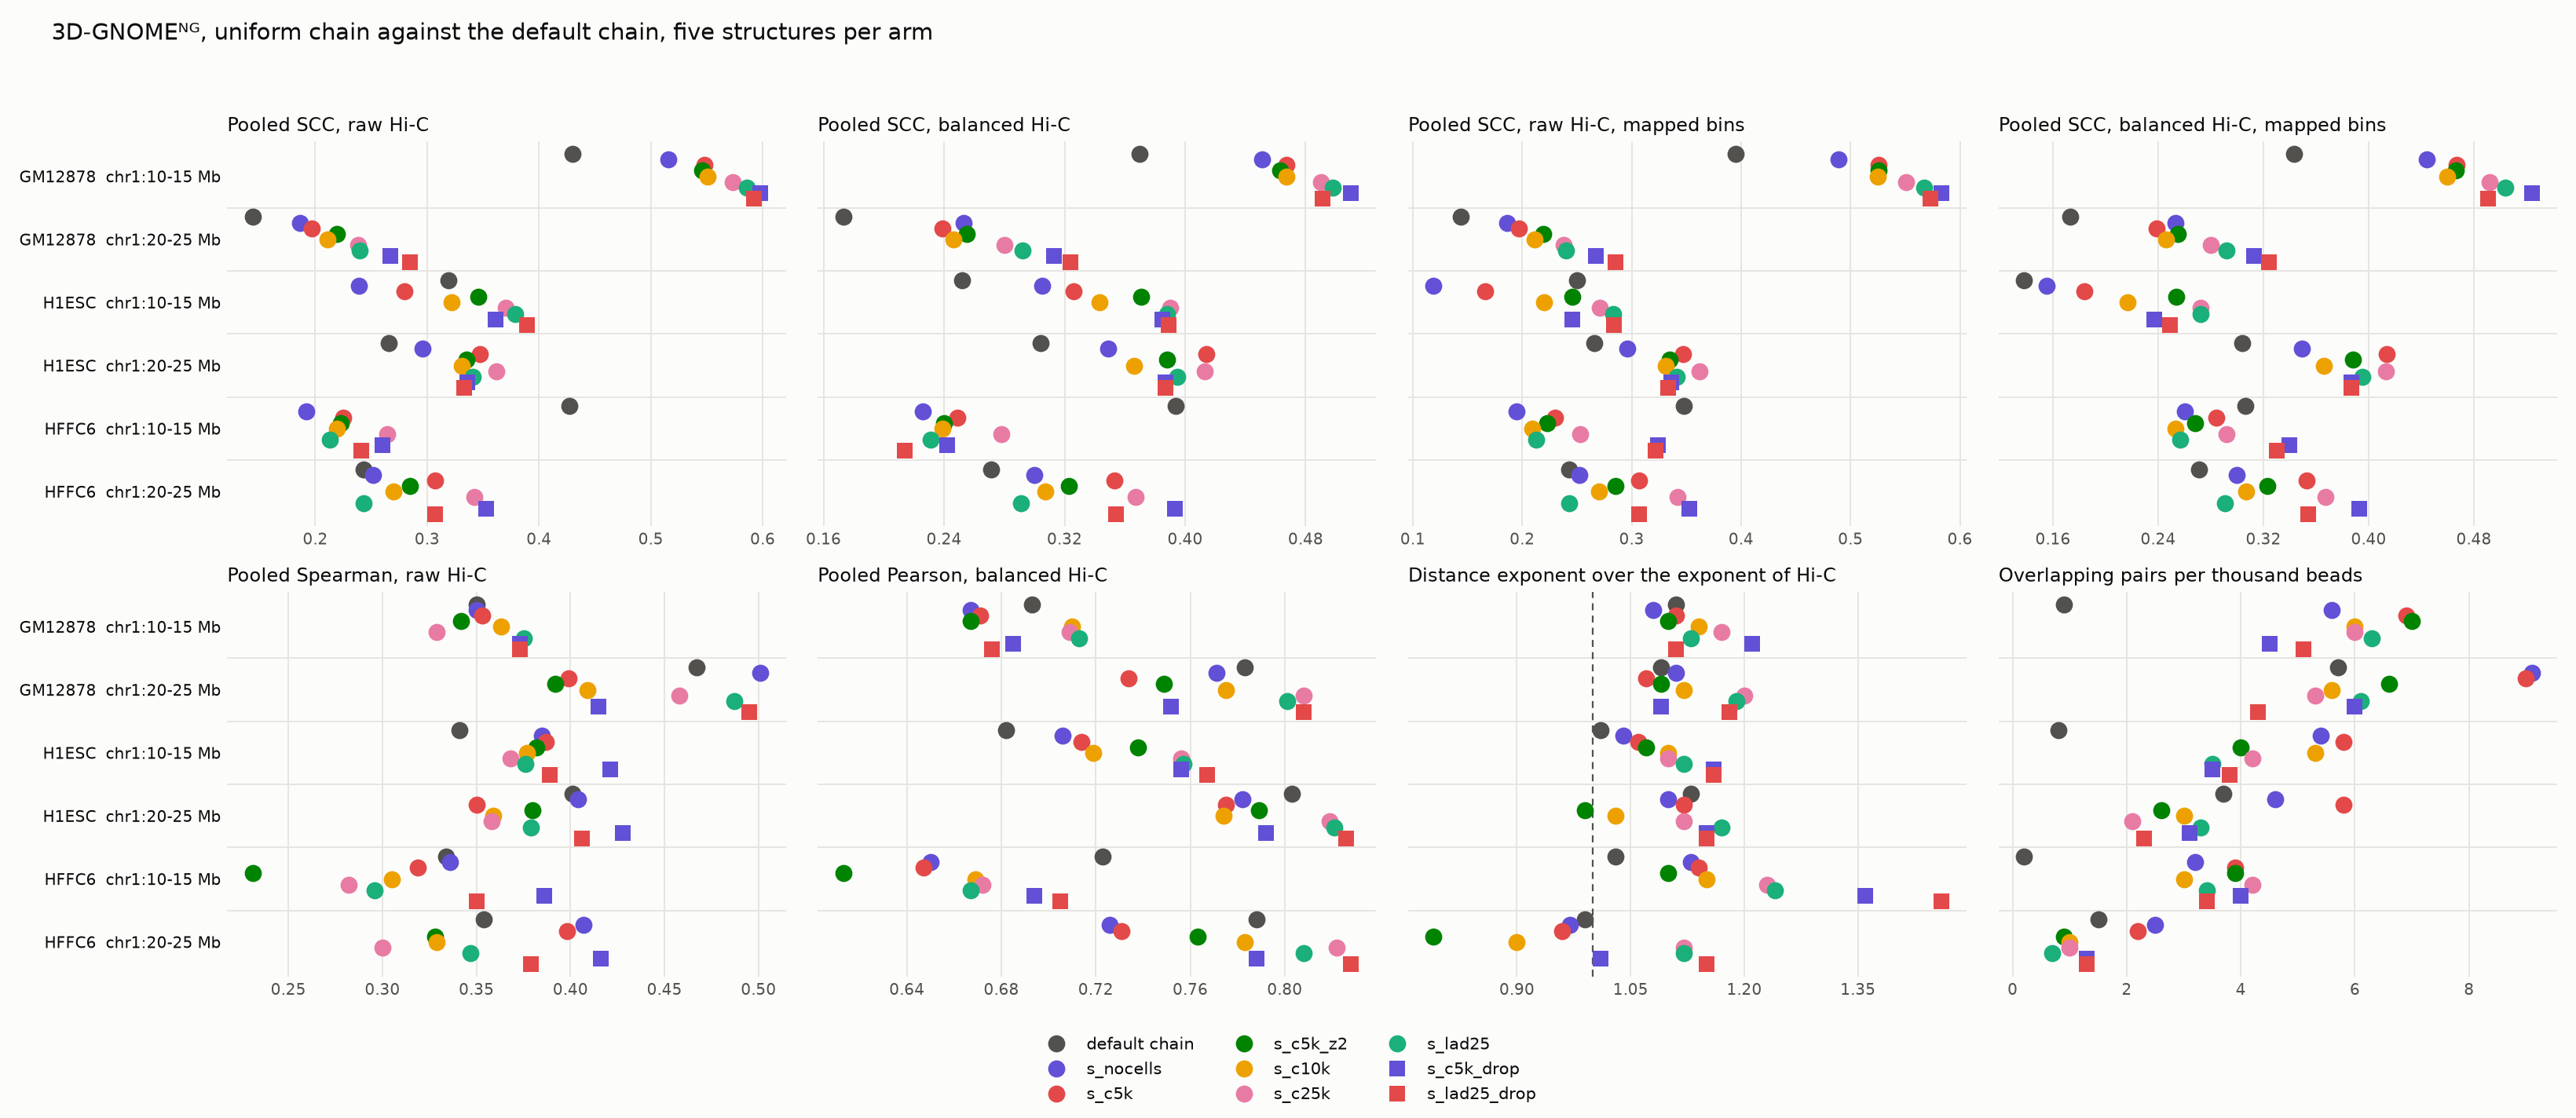 3D-GNOMEᴺᴳ, uniform chain against the default chain, five structures per arm
Pooled SCC, raw Hi-C
Pooled SCC, balanced Hi-C
Pooled SCC, raw Hi-C, mapped bins
Pooled SCC, balanced Hi-C, mapped bins
GM12878 chr1:10-15 Mb
GM12878 chr1:20-25 Mb
H1ESC chr1:10-15 Mb
H1ESC chr1:20-25 Mb
HFFC6 chr1:10-15 Mb
HFFC6 chr1:20-25 Mb
0.2 0.3 0.4 0.5 0.6
0.16 0.24 0.32 0.40 0.48
0.1 0.2 0.3 0.4 0.5 0.6
0.16 0.24 0.32 0.40 0.48
Pooled Spearman, raw Hi-C
Pooled Pearson, balanced Hi-C
Distance exponent over the exponent of Hi-C
Overlapping pairs per thousand beads
GM12878 chr1:10-15 Mb
GM12878 chr1:20-25 Mb
H1ESC chr1:10-15 Mb
H1ESC chr1:20-25 Mb
HFFC6 chr1:10-15 Mb
HFFC6 chr1:20-25 Mb
0.25 0.30 0.35 0.40 0.45 0.50
0.64 0.68 0.72 0.76 0.80
0.90 1.05 1.20 1.35
0 2 4 6 8
default chain
s_nocells
s_c5k
s_c5k_z2
s_c10k
s_c25k
s_lad25
s_c5k_drop
s_lad25_drop